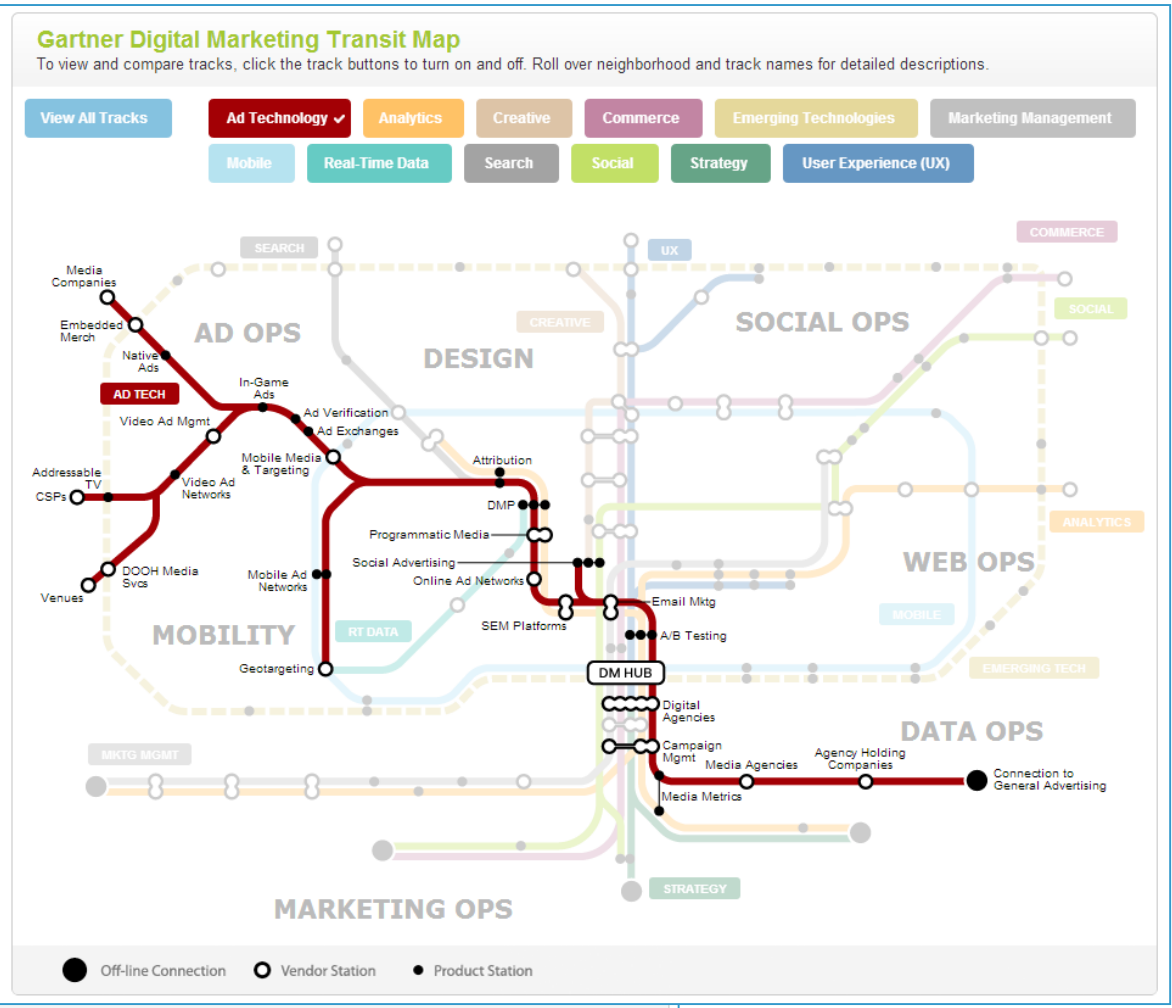 Gartner Digital Marketing Transit Map
To view and compare tracks, click the track buttons to turn on and off. Roll over neighborhood and track names for detailed descriptions.
View All Tracks
Ad Technology ✓
Analytics
Creative
Commerce
Emerging Technologies
Marketing Management
Mobile
Real-Time Data
Search
Social
Strategy
User Experience (UX)
COMMERCE
SEARCH
UX
Media
Companies
SOCIAL
Embedded
Merch
AD OPS
CREATIVE
SOCIAL OPS
Native
Ads
DESIGN
AD TECH
In-Game
Ads
Video Ad Mgmt
Ad Verification
Ad Exchanges
Mobile Media
& Targeting
Attribution
Addressable
TV
CSPs
Video Ad
Networks
DMP
ANALYTICS
Programmatic Media
Social Advertising
WEB OPS
DOOH Media
Svcs
Mobile Ad
Networks
Online Ad Networks
Venues
Email Mktg
MOBILE
SEM Platforms
MOBILITY
RT DATA
A/B Testing
Geotargeting
DM HUB
EMERGING TECH
Digital
Agencies
DATA OPS
MKTG MGMT
Campaign
Mgmt
Media Agencies
Agency Holding
Companies
Connection to
General Advertising
Media Metrics
STRATEGY
MARKETING OPS
Off-line Connection
Vendor Station
Product Station